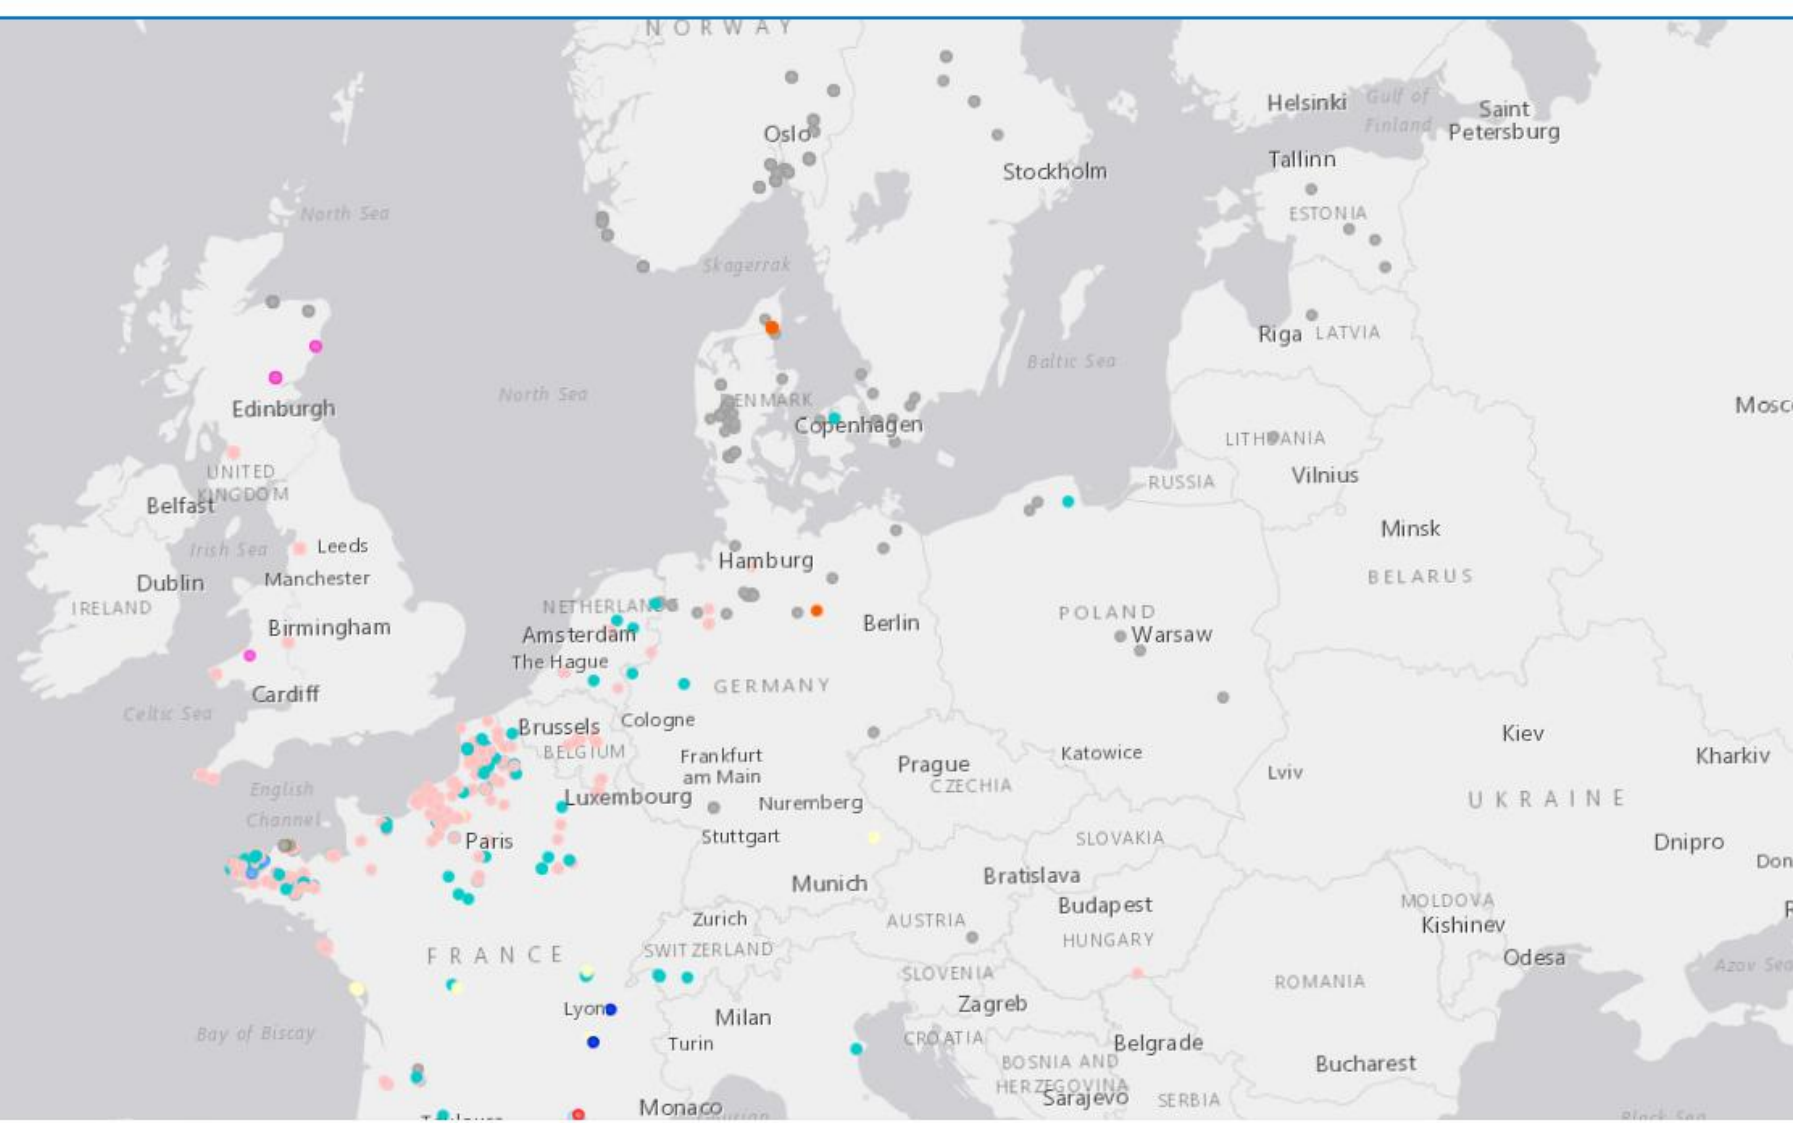 NORWAY
Helsinki
Gulf of
Finland
Saint
Petersburg
Oslo
Stockholm
Tallinn
ESTONIA
North Sea
Skagerrak
Riga
LATVIA
Baltic Sea
North Sea
DENMARK
Edinburgh
Copenhagen
Mosc
LITHUANIA
UNITED
KINGDOM
Vilnius
RUSSIA
Belfast
Minsk
Irish Sea
Leeds
Hamburg
BELARUS
Dublin
Manchester
IRELAND
NETHERLANDS
POLAND
Birmingham
Amsterdam
Berlin
Warsaw
The Hague
Cardiff
GERMANY
Celtic Sea
Brussels
Cologne
BELGIUM
Kiev
Frankfurt
am Main
Prague
Katowice
Kharkiv
CZECHIA
Lviv
English
Channel
Luxembourg
Nuremberg
UKRAINE
Paris
Stuttgart
SLOVAKIA
Dnipro
Don
Munich
Bratislava
MOLDOVA
Budapest
Zurich
AUSTRIA
Kishinev
FRANCE
SWITZERLAND
HUNGARY
Odesa
Azov Sea
SLOVENIA
ROMANIA
Lyon
Milan
Zagreb
Bay of Biscay
Turin
CROATIA
Belgrade
BOSNIA AND
HERZEGOVINA
Bucharest
Sarajevo
SERBIA
Monaco
Black Sea